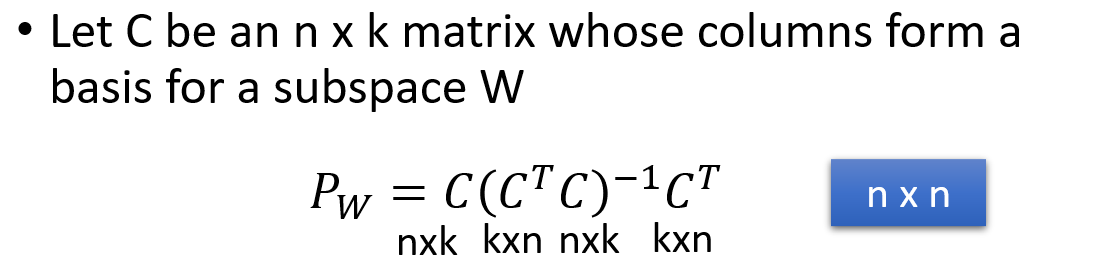 • Let C be an n x k matrix whose columns form a
basis for a subspace W
P_W = C(C^T C)^{-1} C^T
n x n
nxk kxn nxk kxn